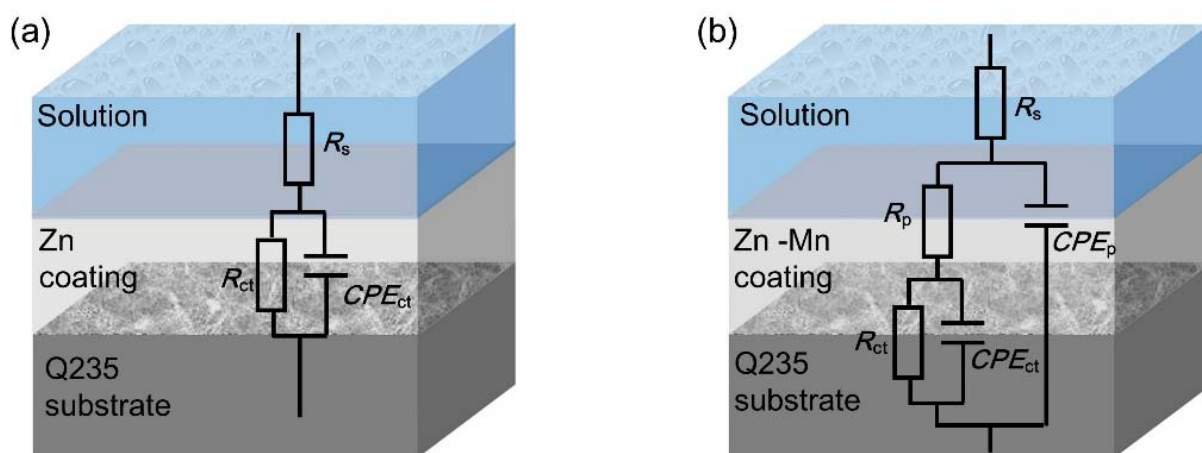 (a)
Solution
Rs
Zn
coating
Rct
CPEct
Q235
substrate
(b)
Solution
Rs
Rp
Zn -Mn
coating
CPEp
Rct
CPEct
Q235
substrate